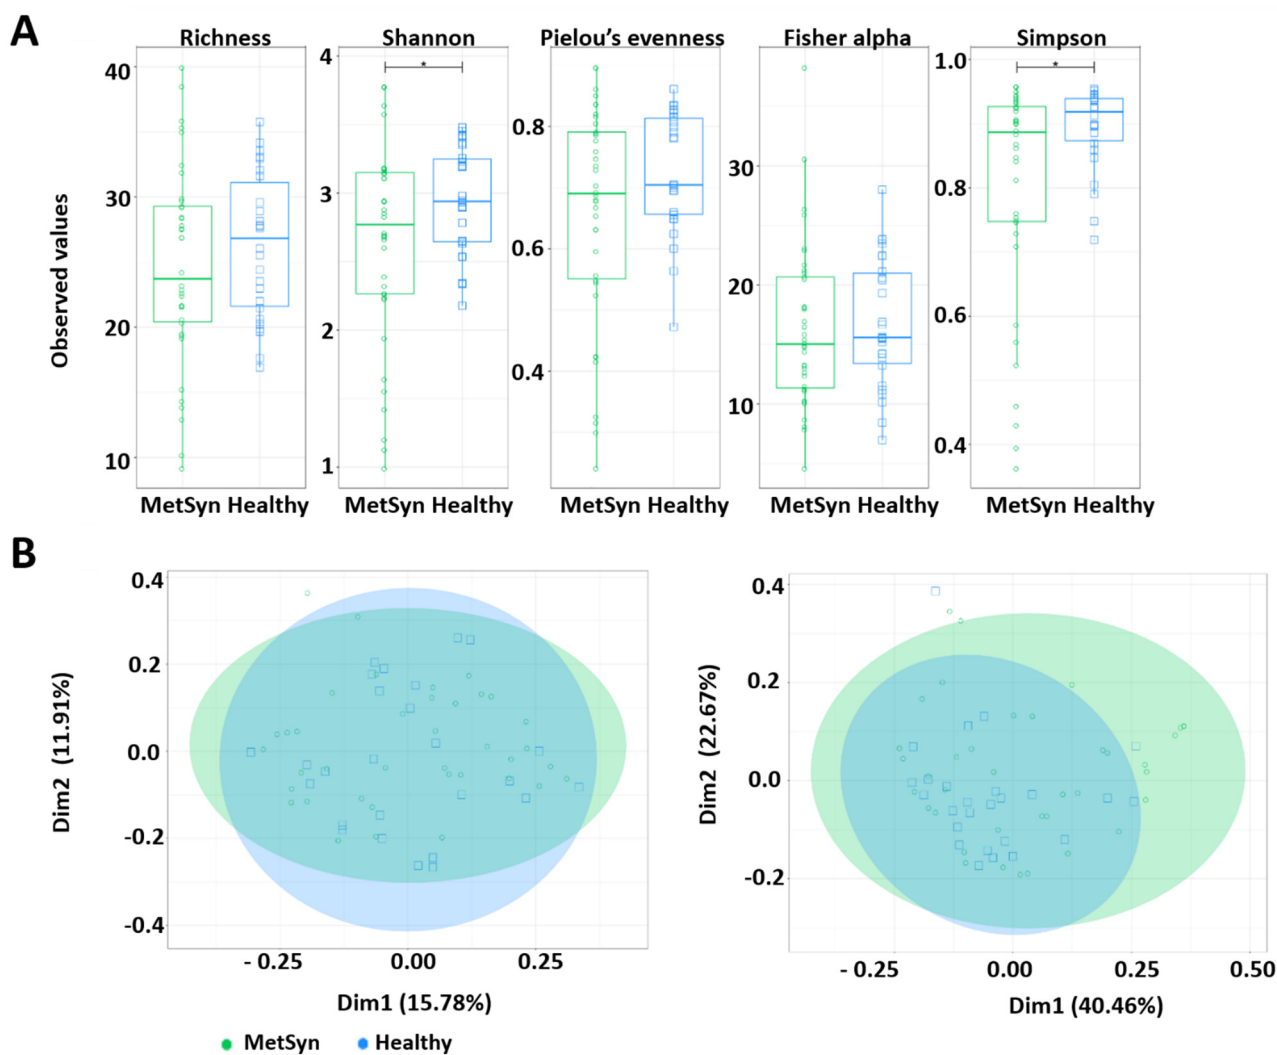 A
Richness Shannon Pielou's evenness Fisher alpha Simpson
Observed values
40
30
20
10
4
3
2
1
*
0.8
0.6
0.4
30
20
10
1.0
0.8
0.6
0.4
*
MetSyn Healthy MetSyn Healthy MetSyn Healthy MetSyn Healthy MetSyn Healthy
B
Dim2 (11.91%)
0.4
0.2
0.0
-0.2
-0.4
- 0.25 0.00 0.25
Dim1 (15.78%)
Dim2 (22.67%)
0.4
0.2
0.0
-0.2
- 0.25 0.00 0.25 0.50
Dim1 (40.46%)
MetSyn Healthy